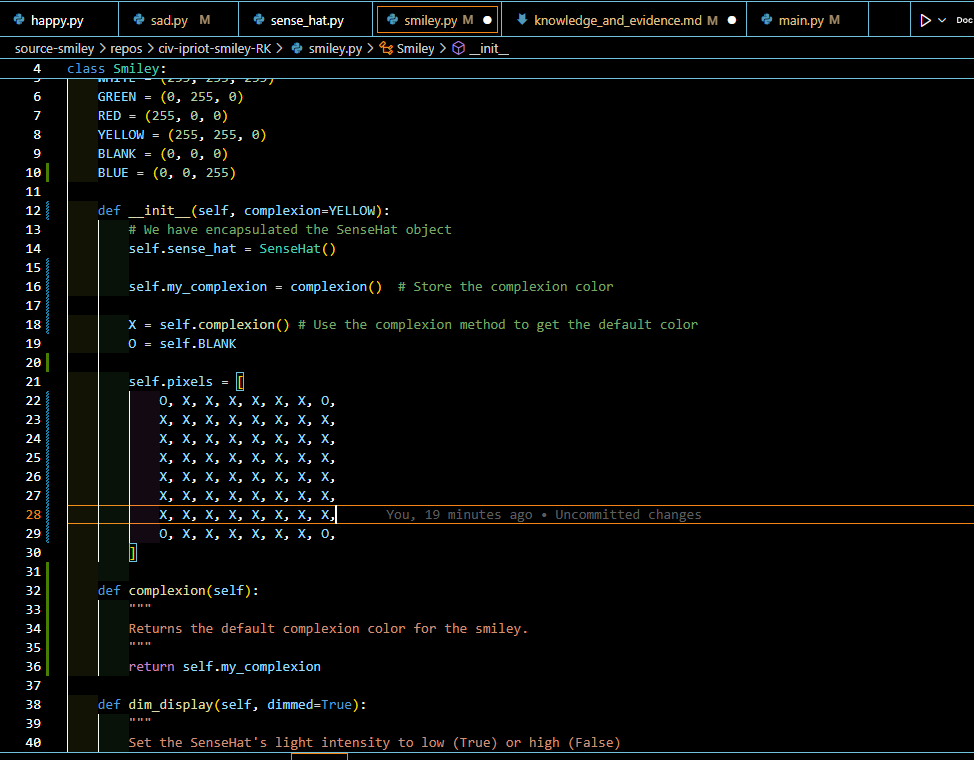 happy.py sad.py M sense_hat.py smiley.py M knowledge_and_evidence.md M main.py M Doc
source-smiley > repos > civ-ipriot-smiley-RK > smiley.py > Smiley > __init__
4 class Smiley:
5 WHITE = (255, 255, 255)
6 GREEN = (0, 255, 0)
7 RED = (255, 0, 0)
8 YELLOW = (255, 255, 0)
9 BLANK = (0, 0, 0)
10 BLUE = (0, 0, 255)
11
12 def __init__(self, complexion=YELLOW):
13 # We have encapsulated the SenseHat object
14 self.sense_hat = SenseHat()
15
16 self.my_complexion = complexion() # Store the complexion color
17
18 X = self.complexion() # Use the complexion method to get the default color
19 O = self.BLANK
20
21 self.pixels = [
22 O, X, X, X, X, X, X, O,
23 X, X, X, X, X, X, X, X,
24 X, X, X, X, X, X, X, X,
25 X, X, X, X, X, X, X, X,
26 X, X, X, X, X, X, X, X,
27 X, X, X, X, X, X, X, X,
28 X, X, X, X, X, X, X, X, You, 19 minutes ago • Uncommitted changes
29 O, X, X, X, X, X, X, O,
30 ]
31
32 def complexion(self):
33 """
34 Returns the default complexion color for the smiley.
35 """
36 return self.my_complexion
37
38 def dim_display(self, dimmed=True):
39 """
40 Set the SenseHat's light intensity to low (True) or high (False)